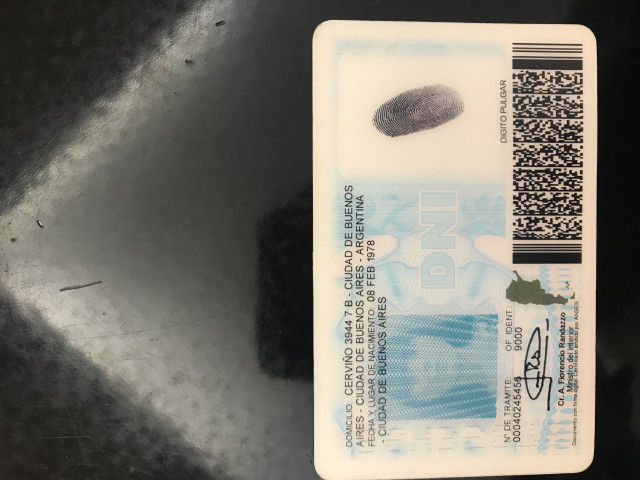 DOMICILIO CERVIÑO 3944 7 B - CIUDAD DE BUENOS
AIRES - CIUDAD DE BUENOS AIRES - ARGENTINA
FECHA Y LUGAR DE NACIMIENTO 08 FEB 1978
- CIUDAD DE BUENOS AIRES
DNI
Nº DE TRAMITE OF IDENT
00040245456 9000
DIGITO PULGAR
Cr. A. Florencio Randazzo
Ministro del Interior
Documento con firma digital. Certificado emitido por